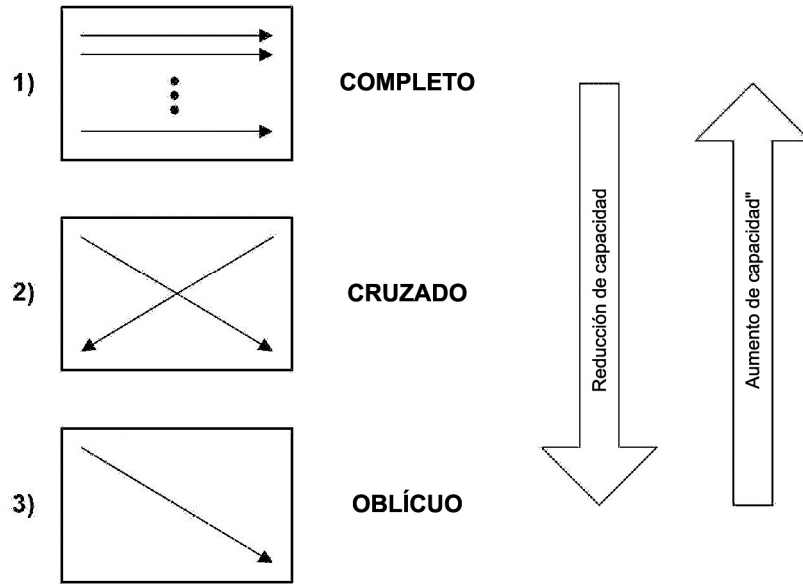 1)
COMPLETO
2)
CRUZADO
3)
OBLÍCUO
Reducción de capacidad
Aumento de capacidad"